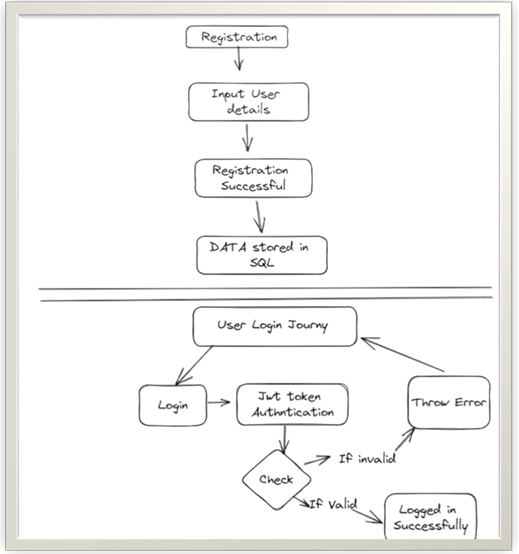 Registration
Input User
details
Registration
Successful
DATA stored in
SQL
User Login Journy
Login
Jwt token
Authntication
Throw Error
Check
If invalid
If Valid
Logged in
Successfully